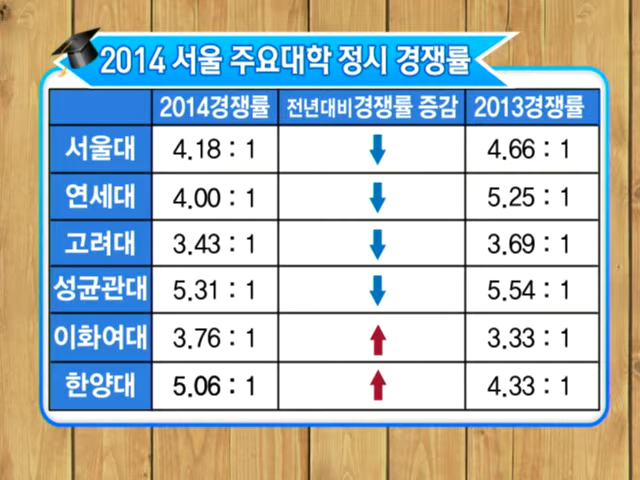 2014 서울 주요대학 정시 경쟁률
2014경쟁률 전년대비경쟁률 증감 2013경쟁률
서울대 4.18 : 1 4.66 : 1
연세대 4.00 : 1 5.25 : 1
고려대 3.43 : 1 3.69 : 1
성균관대 5.31 : 1 5.54 : 1
이화여대 3.76 : 1 3.33 : 1
한양대 5.06 : 1 4.33 : 1